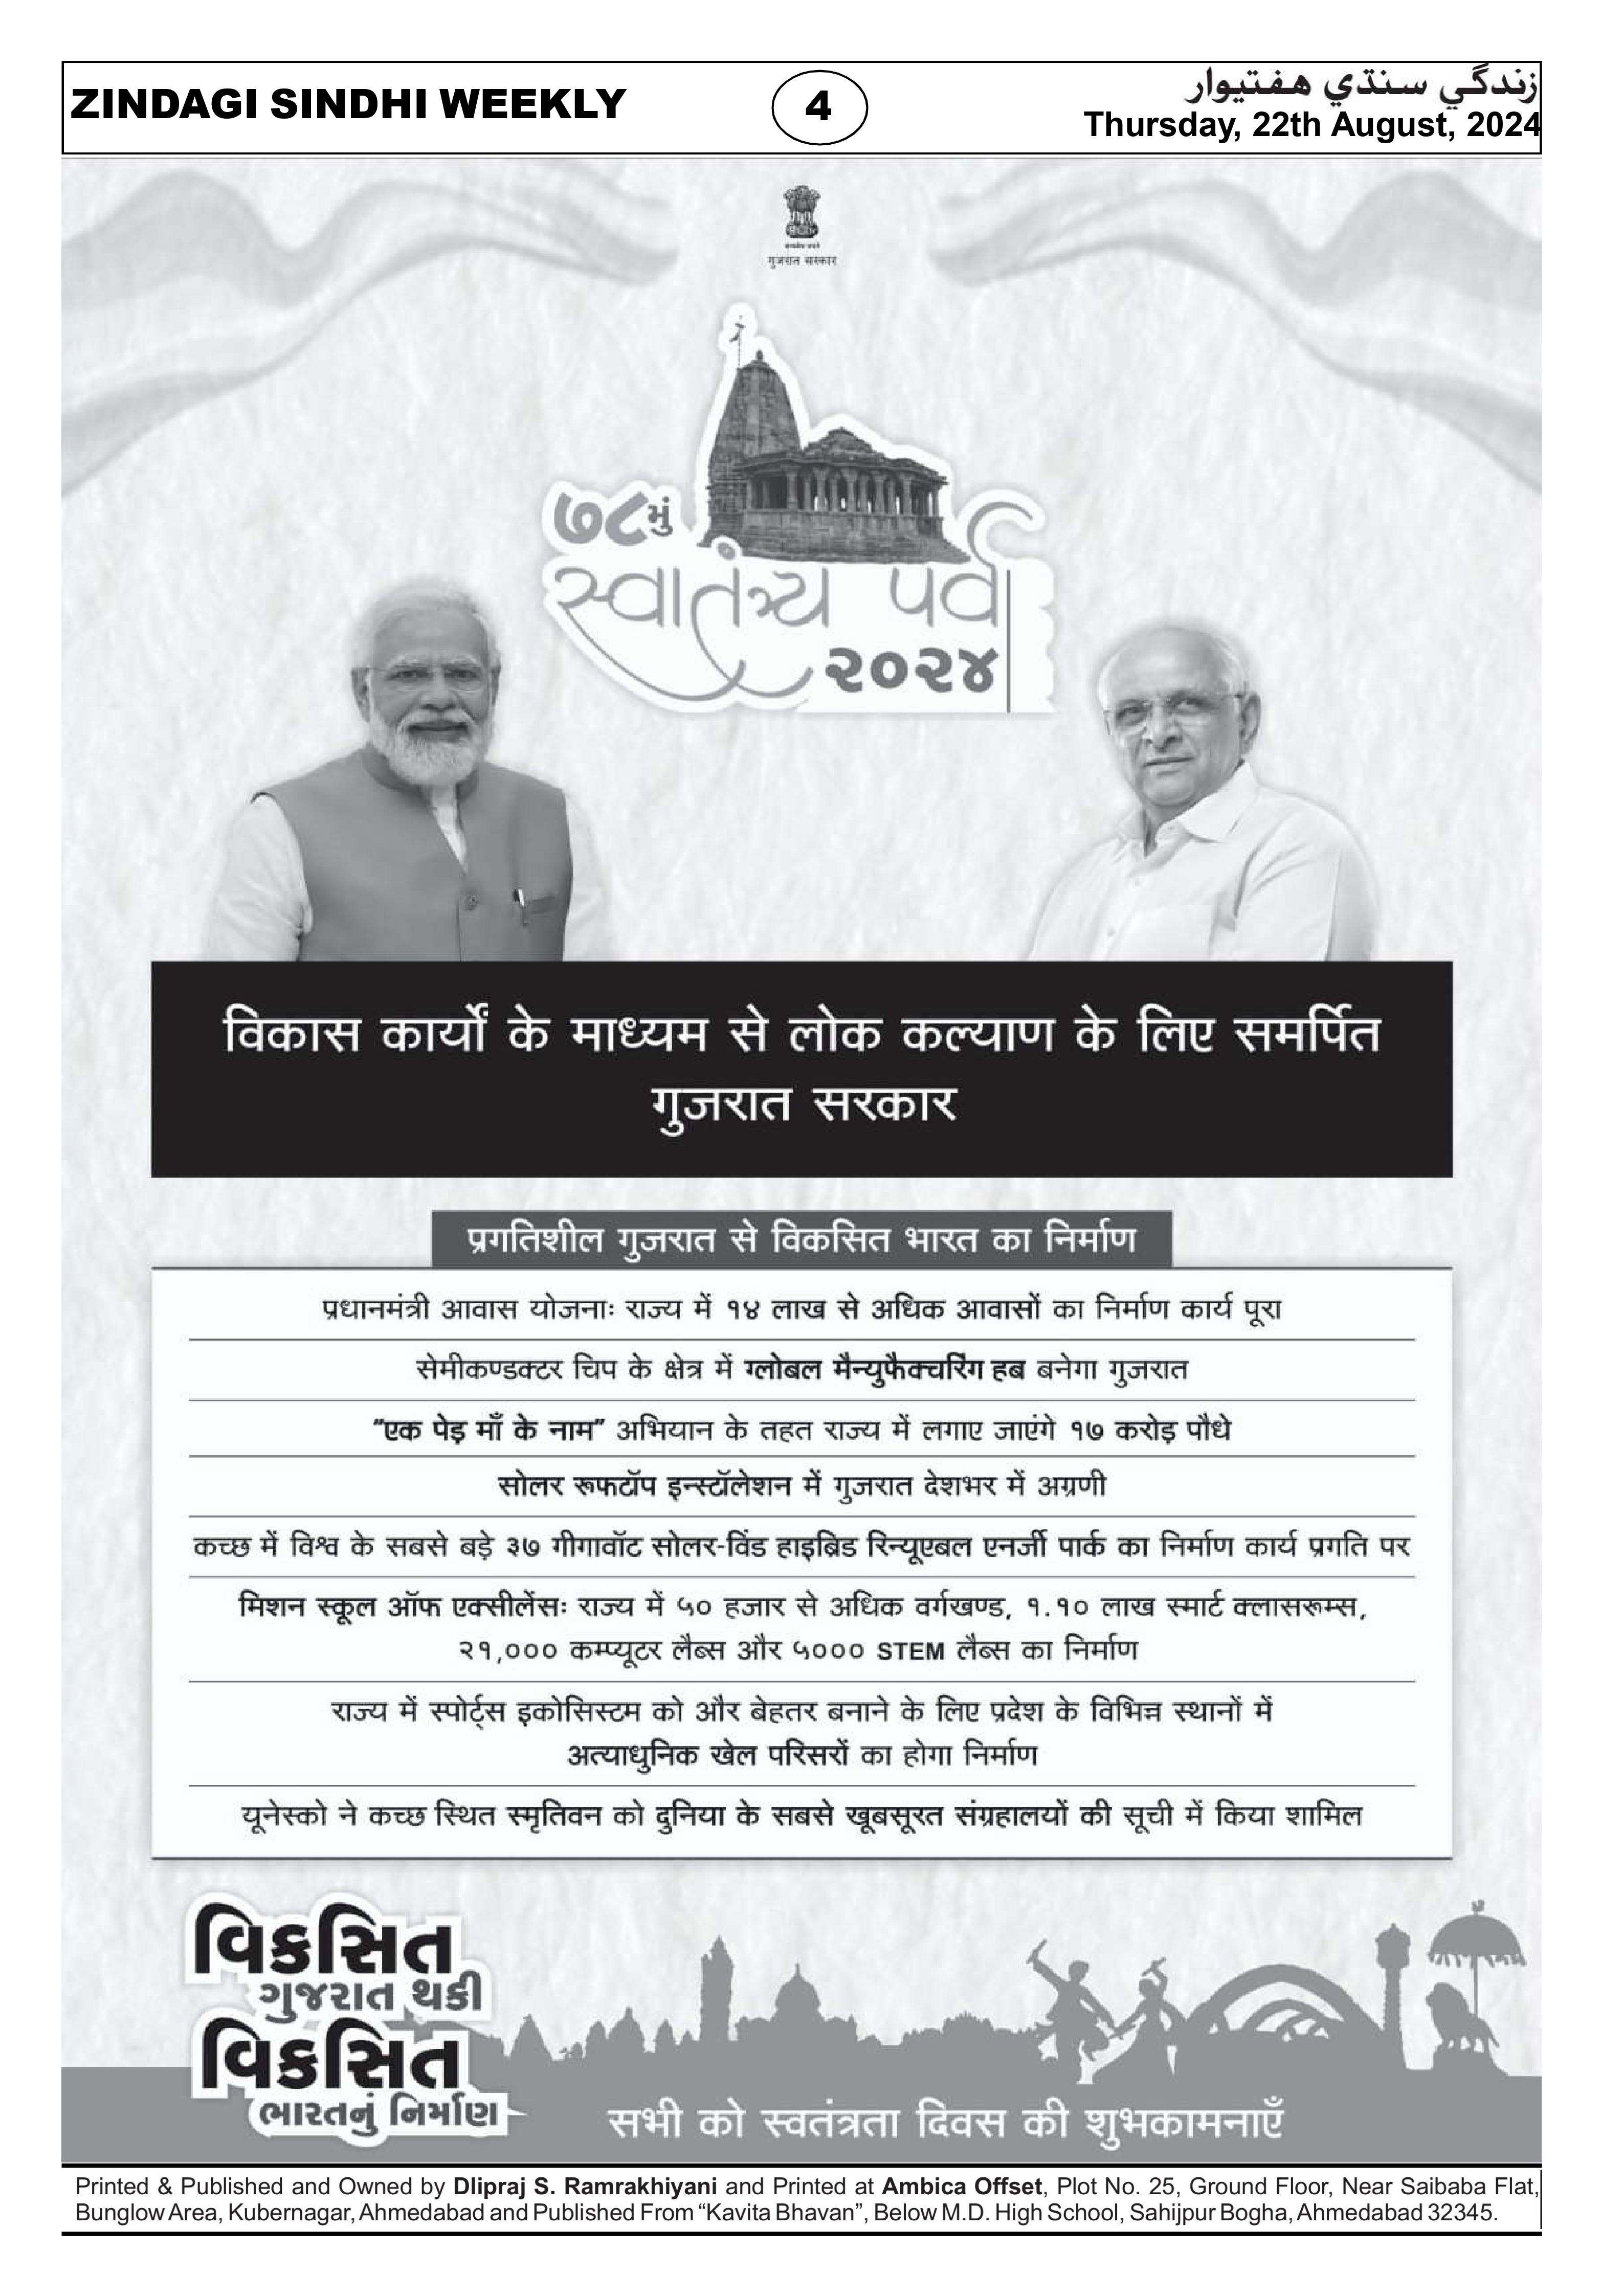 ZINDAGI SINDHI WEEKLY
4
زندگي سنڌي هفتيوار
Thursday, 22th August, 2024
सत्यमेव जयते
गुजरात सरकार
૭૮મું
સ્વાતંત્ર્ય પર્વ
૨૦૨૪
विकास कार्यों के माध्यम से लोक कल्याण के लिए समर्पित
गुजरात सरकार
प्रगतिशील गुजरात से विकसित भारत का निर्माण
प्रधानमंत्री आवास योजनाः राज्य में १४ लाख से अधिक आवासों का निर्माण कार्य पूरा
सेमीकण्डक्टर चिप के क्षेत्र में ग्लोबल मैन्युफैक्चरिंग हब बनेगा गुजरात
“एक पेड़ माँ के नाम” अभियान के तहत राज्य में लगाए जाएंगे १७ करोड़ पौधे
सोलर रूफटॉप इन्स्टॉलेशन में गुजरात देशभर में अग्रणी
कच्छ में विश्व के सबसे बड़े ३७ गीगावॉट सोलर-विंड हाइब्रिड रिन्यूएबल एनर्जी पार्क का निर्माण कार्य प्रगति पर
मिशन स्कूल ऑफ एक्सीलेंसः राज्य में ५० हजार से अधिक वर्गखण्ड, १.१० लाख स्मार्ट क्लासरूम्स,
२१,००० कम्प्यूटर लैब्स और ५००० STEM लैब्स का निर्माण
राज्य में स्पोर्ट्स इकोसिस्टम को और बेहतर बनाने के लिए प्रदेश के विभिन्न स्थानों में
अत्याधुनिक खेल परिसरों का होगा निर्माण
यूनेस्को ने कच्छ स्थित स्मृतिवन को दुनिया के सबसे खूबसूरत संग्रहालयों की सूची में किया शामिल
વિકસિત
ગુજરાત થકી
વિકસિત
ભારતનું નિર્માણ
सभी को स्वतंत्रता दिवस की शुभकामनाएँ
Printed & Published and Owned by Dlipraj S. Ramrakhiyani and Printed at Ambica Offset, Plot No. 25, Ground Floor, Near Saibaba Flat,
Bunglow Area, Kubernagar, Ahmedabad and Published From “Kavita Bhavan”, Below M.D. High School, Sahijpur Bogha, Ahmedabad 32345.